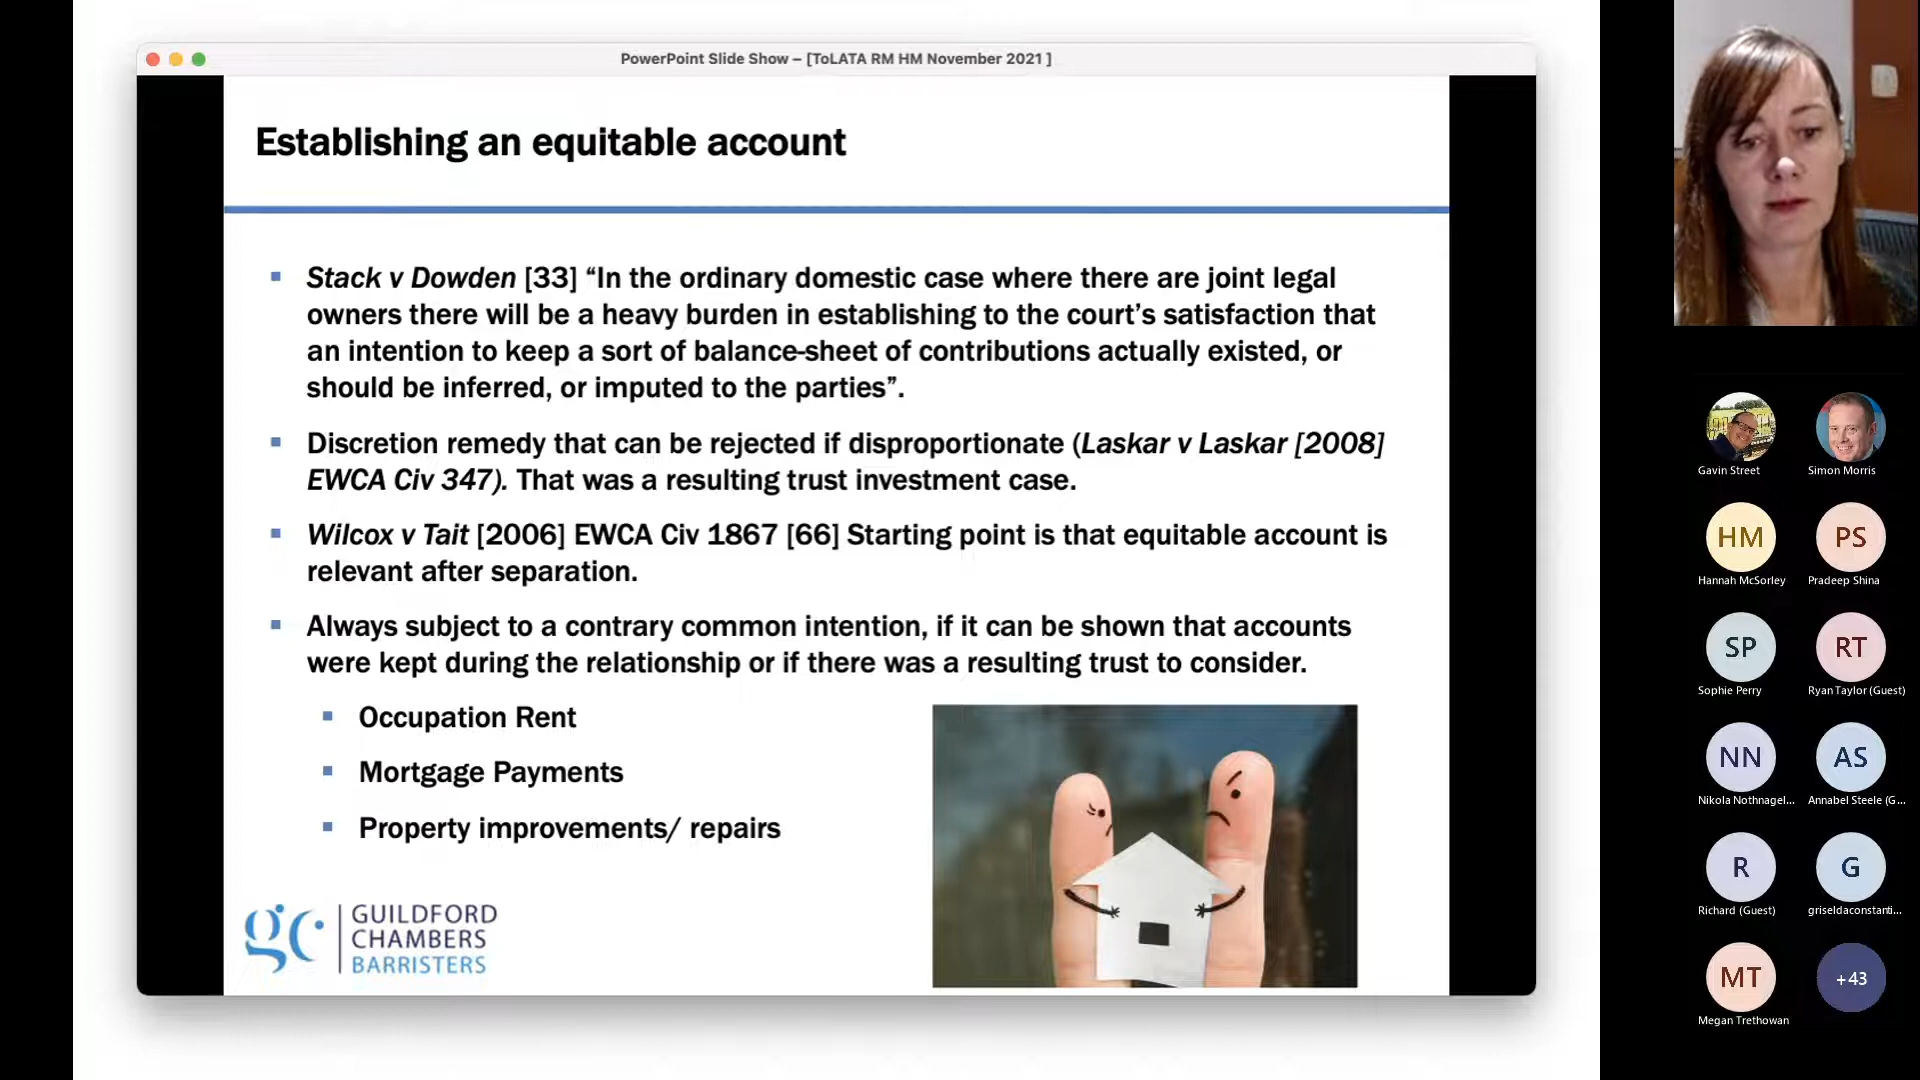 PowerPoint Slide Show – [ToLATA RM HM November 2021 ]
Establishing an equitable account
▪ Stack v Dowden [33] “In the ordinary domestic case where there are joint legal
owners there will be a heavy burden in establishing to the court’s satisfaction that
an intention to keep a sort of balance-sheet of contributions actually existed, or
should be inferred, or imputed to the parties”.
▪ Discretion remedy that can be rejected if disproportionate (Laskar v Laskar [2008]
EWCA Civ 347). That was a resulting trust investment case.
▪ Wilcox v Tait [2006] EWCA Civ 1867 [66] Starting point is that equitable account is
relevant after separation.
▪ Always subject to a contrary common intention, if it can be shown that accounts
were kept during the relationship or if there was a resulting trust to consider.
▪ Occupation Rent
▪ Mortgage Payments
▪ Property improvements/ repairs
gc
GUILDFORD
CHAMBERS
BARRISTERS
Gavin Street
Simon Morris
HM
Hannah McSorley
PS
Pradeep Shina
SP
Sophie Perry
RT
Ryan Taylor (Guest)
NN
Nikola Nothnagel...
AS
Annabel Steele (G...
R
Richard (Guest)
G
griseldaconstanti...
MT
Megan Trethowan
+43